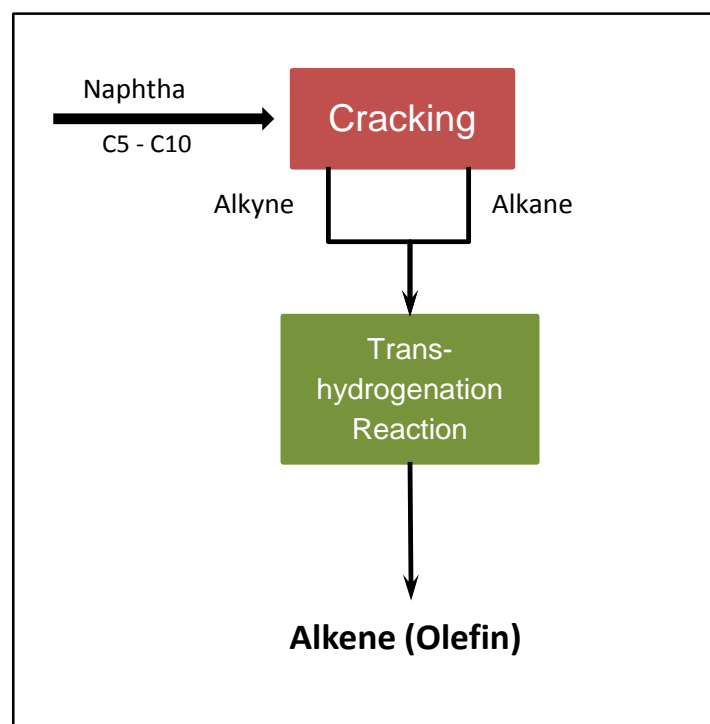 Naphtha
C5 - C10
Cracking
Alkyne
Alkane
Trans-
hydrogenation
Reaction
Alkene (Olefin)